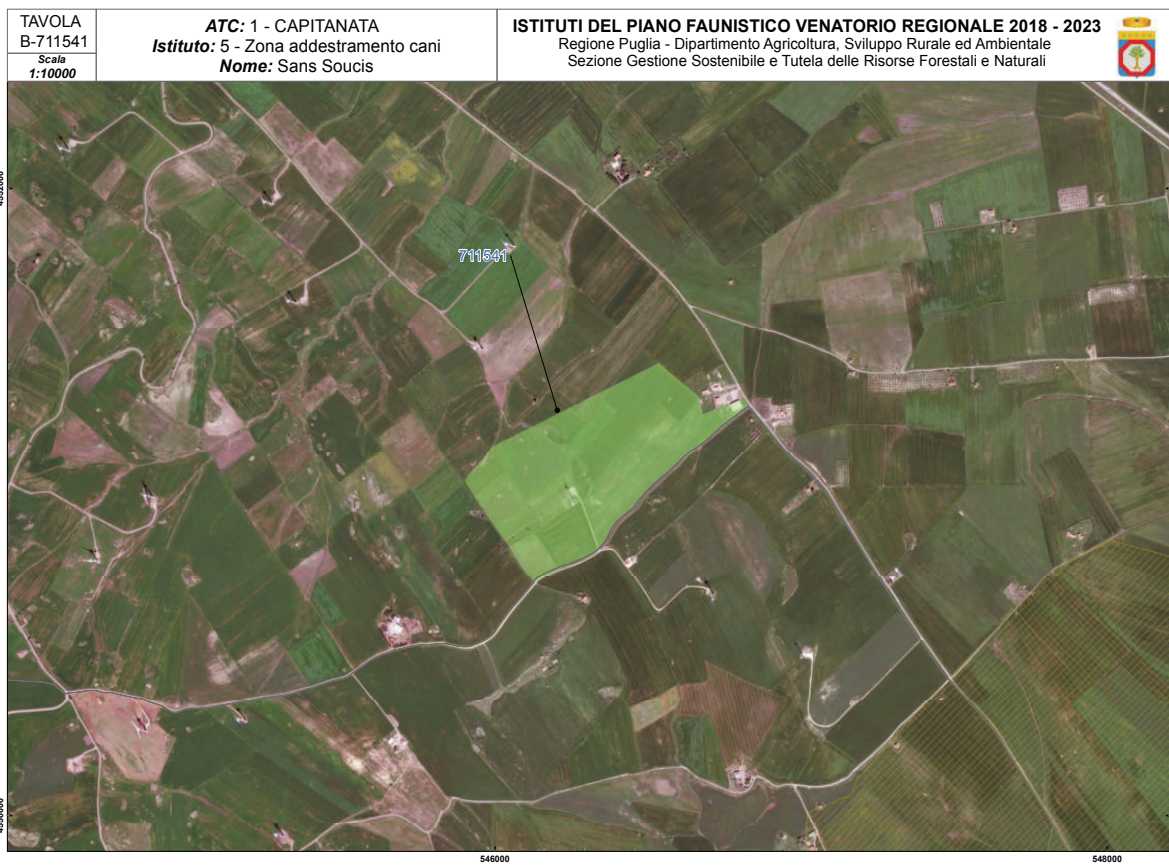 TAVOLA
B-711541
Scala
1:10000
ATC: 1 - CAPITANATA
Istituto: 5 - Zona addestramento cani
Nome: Sans Soucis
ISTITUTI DEL PIANO FAUNISTICO VENATORIO REGIONALE 2018 - 2023
Regione Puglia - Dipartimento Agricoltura, Sviluppo Rurale ed Ambientale
Sezione Gestione Sostenibile e Tutela delle Risorse Forestali e Naturali
711541
546000
548000